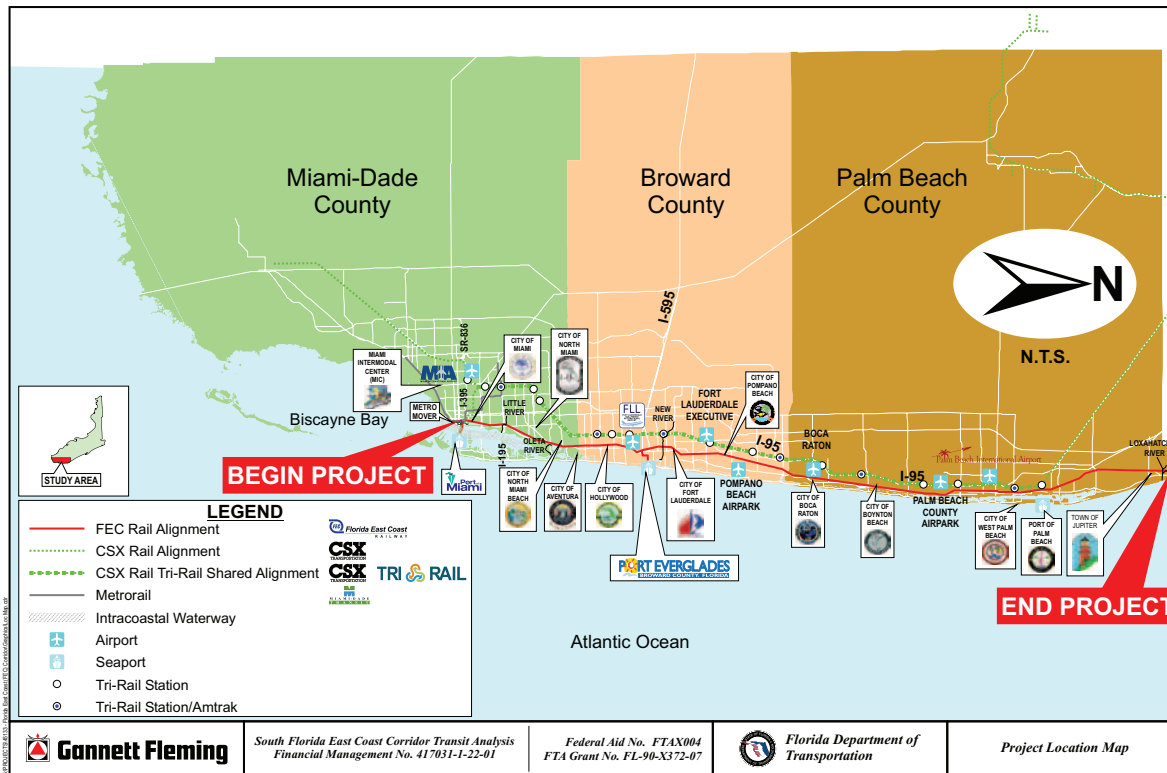 Miami-Dade
County
Broward
County
Palm Beach
County
N
N.T.S.
I-595
SR-836
I-395
I-195
MIAMI
INTERMODAL
CENTER
(MIC)
MIA
CITY OF
MIAMI
CITY OF
NORTH
MIAMI
METRO
MOVER
LITTLE
RIVER
OLETA
RIVER
Biscayne Bay
STUDY AREA
BEGIN PROJECT
Port
Miami
CITY OF
NORTH
MIAMI
BEACH
CITY OF
AVENTURA
CITY OF
HOLLYWOOD
FLL
NEW
RIVER
CITY OF
FORT
LAUDERDALE
FORT
LAUDERDALE
EXECUTIVE
CITY OF
POMPANO
BEACH
I-95
POMPANO
BEACH
AIRPARK
BOCA
RATON
CITY OF
BOCA
RATON
CITY OF
BOYNTON
BEACH
Palm Beach International Airport
I-95
PALM BEACH
COUNTY
AIRPARK
CITY OF
WEST PALM
BEACH
PORT OF
PALM
BEACH
TOWN OF
JUPITER
LOXAHATCH
RIVER
END PROJECT
PORT EVERGLADES
BROWARD COUNTY, FLORIDA
Atlantic Ocean
LEGEND
FEC Rail Alignment
Florida East Coast
RAILWAY
CSX Rail Alignment
CSX
TRANSPORTATION
CSX Rail Tri-Rail Shared Alignment
CSX
TRANSPORTATION
TRI RAIL
Metrorail
MIAMI-DADE
TRANSIT
Intracoastal Waterway
Airport
Seaport
Tri-Rail Station
Tri-Rail Station/Amtrak
Gannett Fleming
South Florida East Coast Corridor Transit Analysis
Financial Management No. 417031-1-22-01
Federal Aid No. FTAX004
FTA Grant No. FL-90-X372-07
Florida Department of
Transportation
Project Location Map